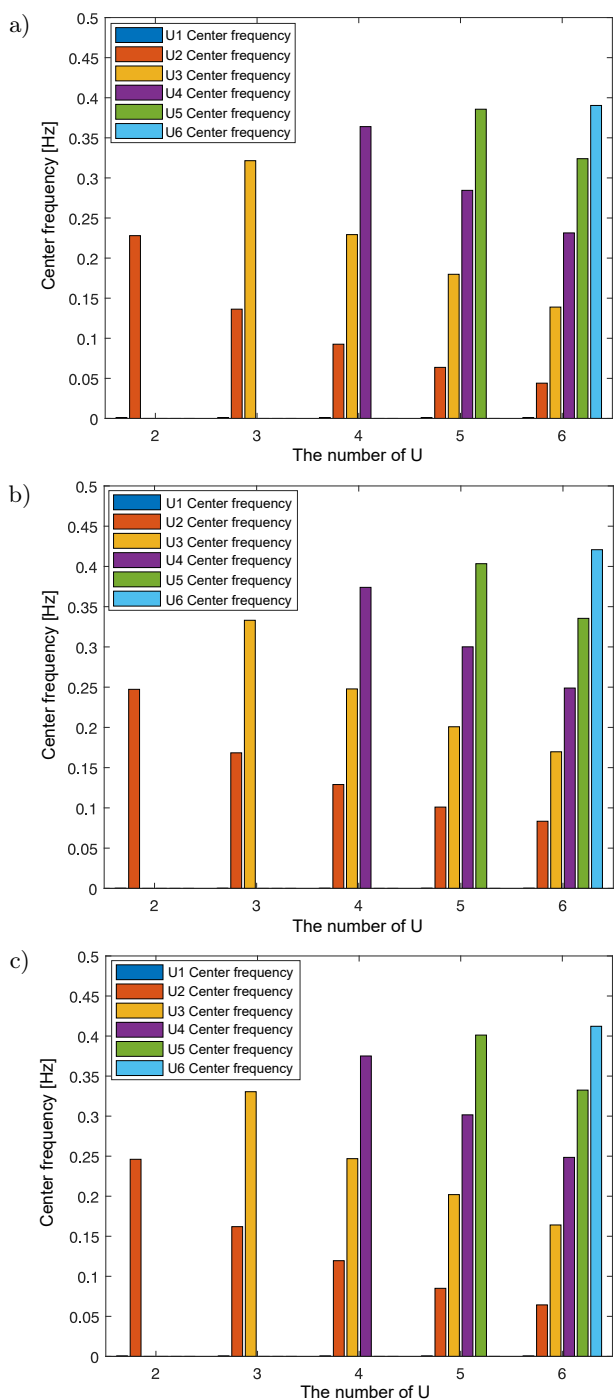 a)
0.5
0.45
0.4
0.35
0.3
0.25
0.2
0.15
0.1
0.05
0
Center frequency [Hz]
U1 Center frequency
U2 Center frequency
U3 Center frequency
U4 Center frequency
U5 Center frequency
U6 Center frequency
2 3 4 5 6
The number of U
b)
0.5
0.45
0.4
0.35
0.3
0.25
0.2
0.15
0.1
0.05
0
Center frequency [Hz]
U1 Center frequency
U2 Center frequency
U3 Center frequency
U4 Center frequency
U5 Center frequency
U6 Center frequency
2 3 4 5 6
The number of U
c)
0.5
0.45
0.4
0.35
0.3
0.25
0.2
0.15
0.1
0.05
0
Center frequency [Hz]
U1 Center frequency
U2 Center frequency
U3 Center frequency
U4 Center frequency
U5 Center frequency
U6 Center frequency
2 3 4 5 6
The number of U